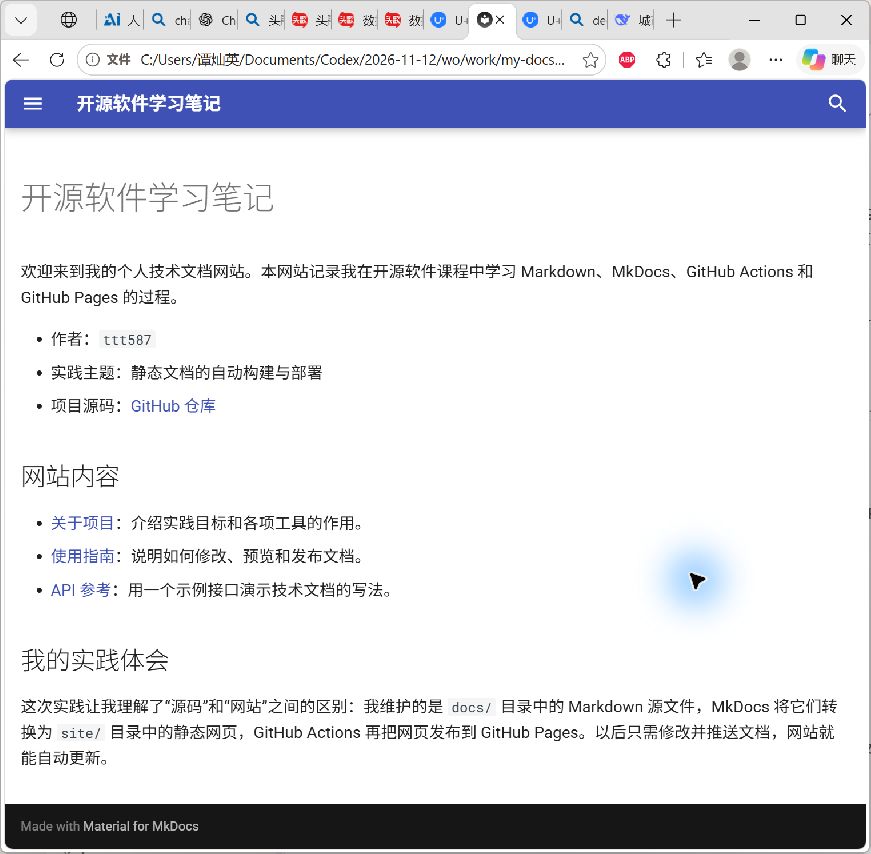 人
cha
Ch
头
头
数
数
U+
U+
de
城
文件 C:/Users/谭灿英/Documents/Codex/2026-11-12/wo/work/my-docs... ABP 聊天
开源软件学习笔记
开源软件学习笔记
欢迎来到我的个人技术文档网站。本网站记录我在开源软件课程中学习 Markdown、MkDocs、GitHub Actions 和
GitHub Pages 的过程。
作者：ttt587
实践主题：静态文档的自动构建与部署
项目源码：GitHub 仓库
网站内容
关于项目：介绍实践目标和各项工具的作用。
使用指南：说明如何修改、预览和发布文档。
API 参考：用一个示例接口演示技术文档的写法。
我的实践体会
这次实践让我理解了“源码”和“网站”之间的区别：我维护的是 docs/ 目录中的 Markdown 源文件，MkDocs 将它们转
换为 site/ 目录中的静态网页，GitHub Actions 再把网页发布到 GitHub Pages。以后只需修改并推送文档，网站就
能自动更新。
Made with Material for MkDocs